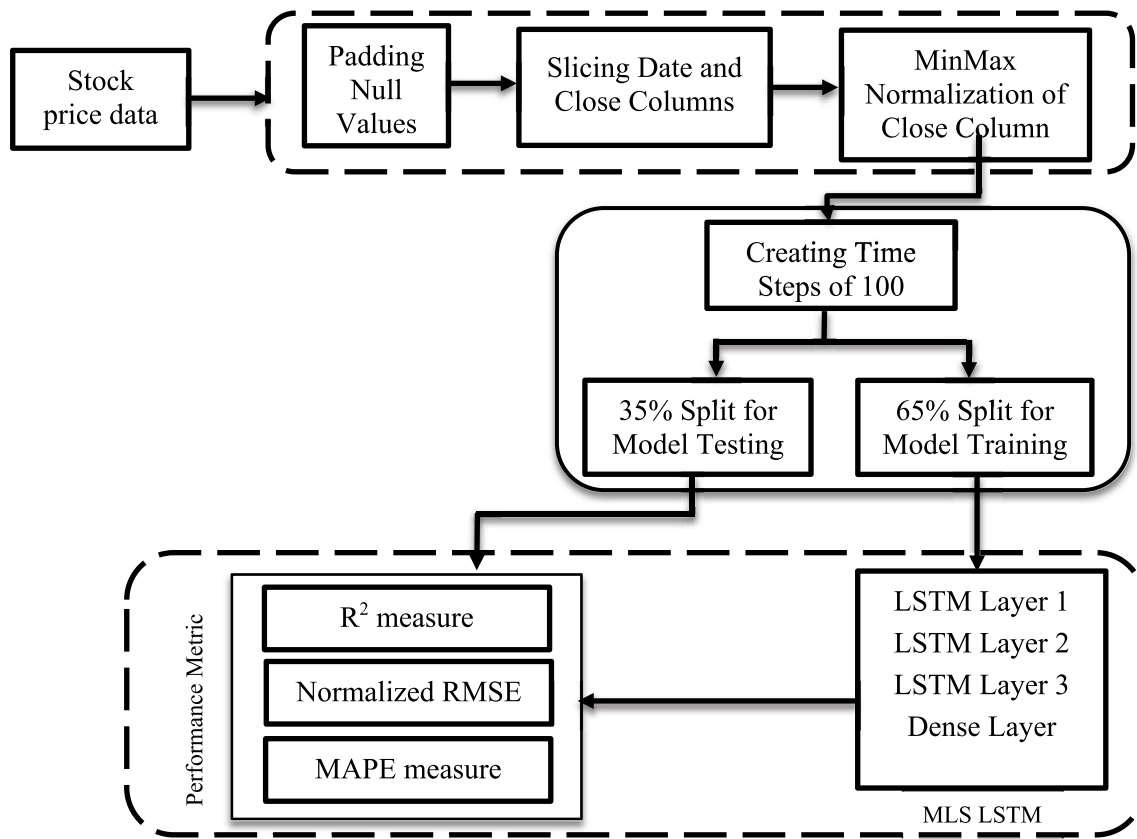 Stock
price data
Padding
Null
Values
Slicing Date and
Close Columns
MinMax
Normalization of
Close Column
Creating Time
Steps of 100
35% Split for
Model Testing
65% Split for
Model Training
Performance Metric
R² measure
Normalized RMSE
MAPE measure
LSTM Layer 1
LSTM Layer 2
LSTM Layer 3
Dense Layer
MLS LSTM